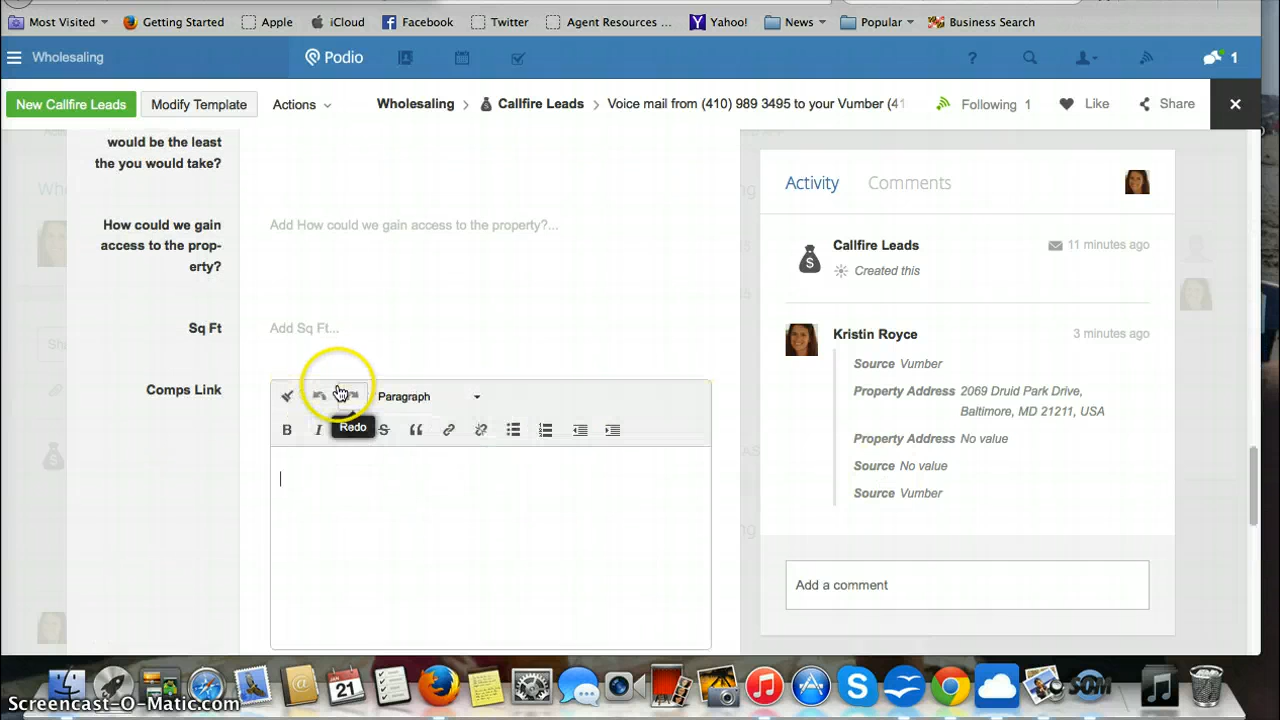 Most Visited Getting Started Apple iCloud Facebook Twitter Agent Resources ... Yahoo! News Popular Business Search
Wholesaling Podio ? 1
New Callfire Leads Modify Template Actions Wholesaling Callfire Leads Voice mail from (410) 989 3495 to your Vumber (41 Following 1 Like Share
would be the least
the you would take?
How could we gain
access to the prop-
erty?
Add How could we gain access to the property?...
Sq Ft Add Sq Ft...
Comps Link
Paragraph
Redo
B I S
Activity Comments
Callfire Leads 11 minutes ago
Created this
Kristin Royce 3 minutes ago
Source Vumber
Property Address 2069 Druid Park Drive,
Baltimore, MD 21211, USA
Property Address No value
Source No value
Source Vumber
Add a comment
JAN
21
SOM
Screencast-O-Matic.com